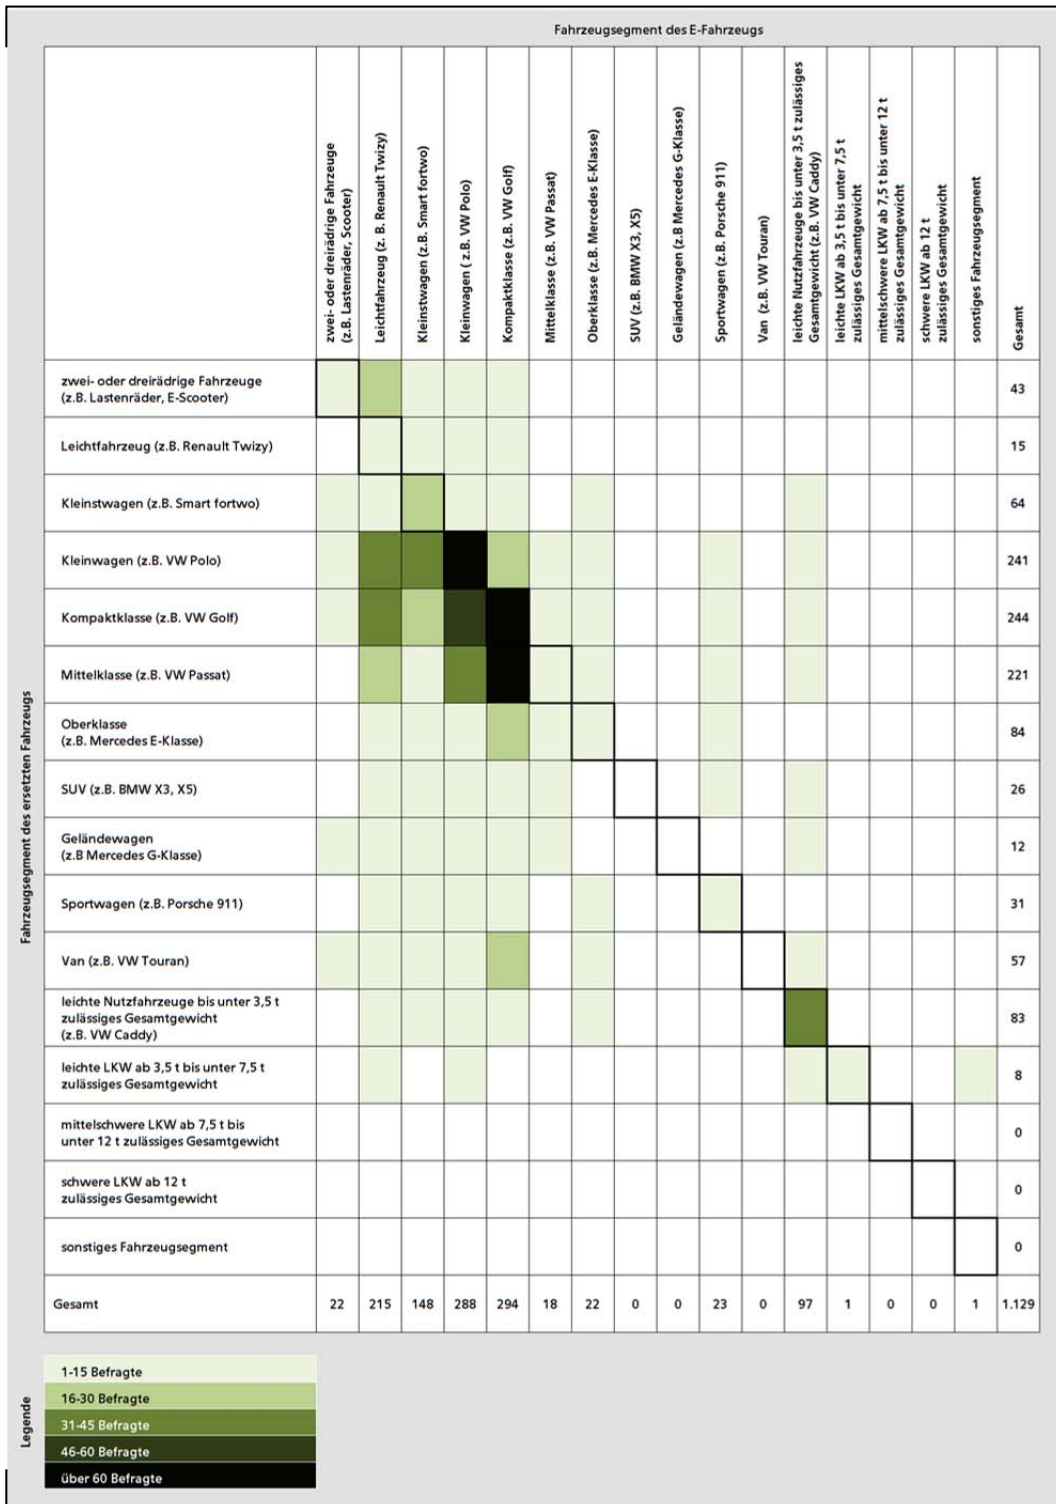 Fahrzeugsegment des E-Fahrzeugs
zwei- oder dreirädrige Fahrzeuge
(z.B. Lastenräder, Scooter)
Leichtfahrzeug (z. B. Renault Twizy)
Kleinstwagen (z.B. Smart fortwo)
Kleinwagen ( z.B. VW Polo)
Kompaktklasse (z.B. VW Golf)
Mittelklasse (z.B. VW Passat)
Oberklasse (z.B. Mercedes E-Klasse)
SUV (z.B. BMW X3, X5)
Geländewagen (z.B Mercedes G-Klasse)
Sportwagen (z.B. Porsche 911)
Van (z.B. VW Touran)
leichte Nutzfahrzeuge bis unter 3,5 t zulässiges
Gesamtgewicht (z.B. VW Caddy)
leichte LKW ab 3,5 t bis unter 7,5 t
zulässiges Gesamtgewicht
mittelschwere LKW ab 7,5 t bis unter 12 t
zulässiges Gesamtgewicht
schwere LKW ab 12 t
zulässiges Gesamtgewicht
sonstiges Fahrzeugsegment
Gesamt
Fahrzeugsegment des ersetzten Fahrzeugs
zwei- oder dreirädrige Fahrzeuge
(z.B. Lastenräder, E-Scooter)
43
Leichtfahrzeug (z.B. Renault Twizy)
15
Kleinstwagen (z.B. Smart fortwo)
64
Kleinwagen (z.B. VW Polo)
241
Kompaktklasse (z.B. VW Golf)
244
Mittelklasse (z.B. VW Passat)
221
Oberklasse
(z.B. Mercedes E-Klasse)
84
SUV (z.B. BMW X3, X5)
26
Geländewagen
(z.B Mercedes G-Klasse)
12
Sportwagen (z.B. Porsche 911)
31
Van (z.B. VW Touran)
57
leichte Nutzfahrzeuge bis unter 3,5 t
zulässiges Gesamtgewicht
(z.B. VW Caddy)
83
leichte LKW ab 3,5 t bis unter 7,5 t
zulässiges Gesamtgewicht
8
mittelschwere LKW ab 7,5 t bis
unter 12 t zulässiges Gesamtgewicht
0
schwere LKW ab 12 t
zulässiges Gesamtgewicht
0
sonstiges Fahrzeugsegment
0
Gesamt 22 215 148 288 294 18 22 0 0 23 0 97 1 0 0 1 1.129
Legende
1-15 Befragte
16-30 Befragte
31-45 Befragte
46-60 Befragte
über 60 Befragte